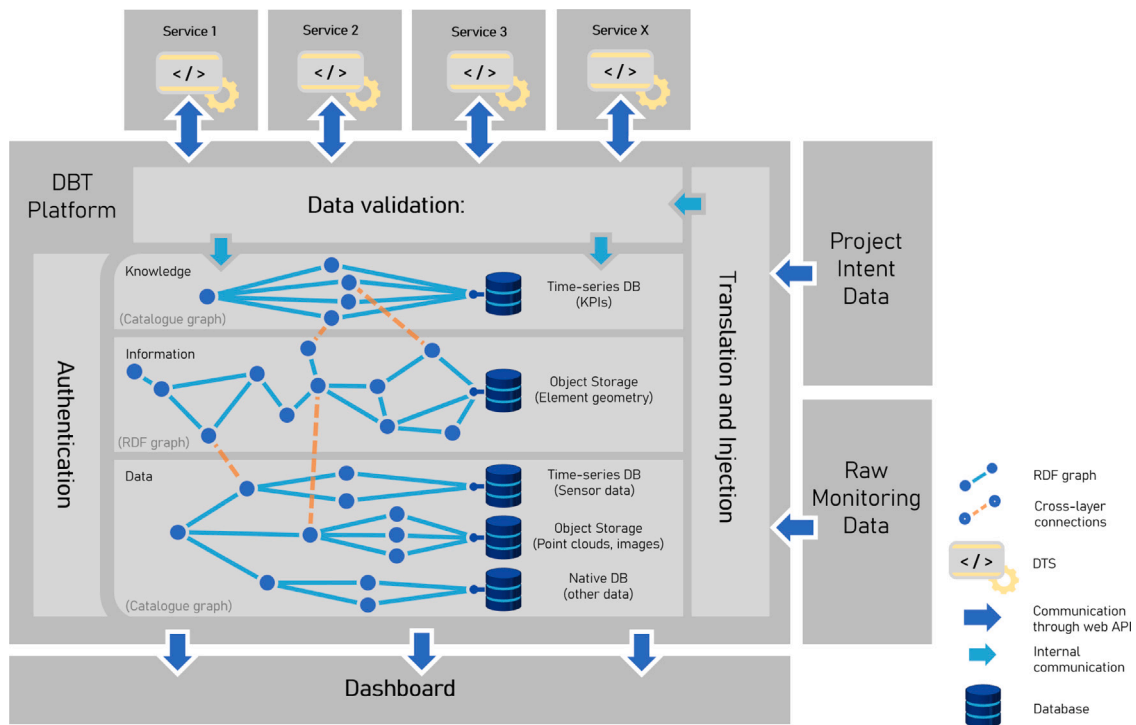 Service 1
</>
Service 2
</>
Service 3
</>
Service X
</>
DBT
Platform
Data validation:
Authentication
Knowledge
(Catalogue graph)
Time-series DB
(KPIs)
Information
(RDF graph)
Object Storage
(Element geometry)
Data
(Catalogue graph)
Time-series DB
(Sensor data)
Object Storage
(Point clouds, images)
Native DB
(other data)
Translation and Injection
Project
Intent
Data
Raw
Monitoring
Data
Dashboard
RDF graph
Cross-layer
connections
</>
DTS
Communication
through web API
Internal
communication
Database